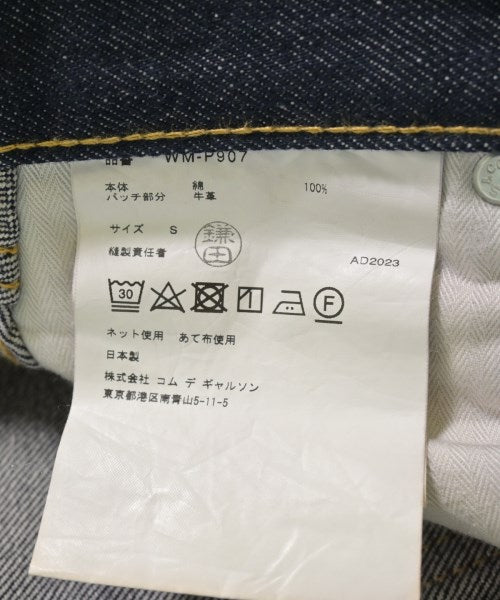 品番 WM-P907
本体 綿 100%
パッチ部分 牛革
サイズ S
縫製責任者 鎌田
AD2023
30 1 F
ネット使用 あて布使用
日本製
株式会社 コム デ ギャルソン
東京都港区南青山5-11-5